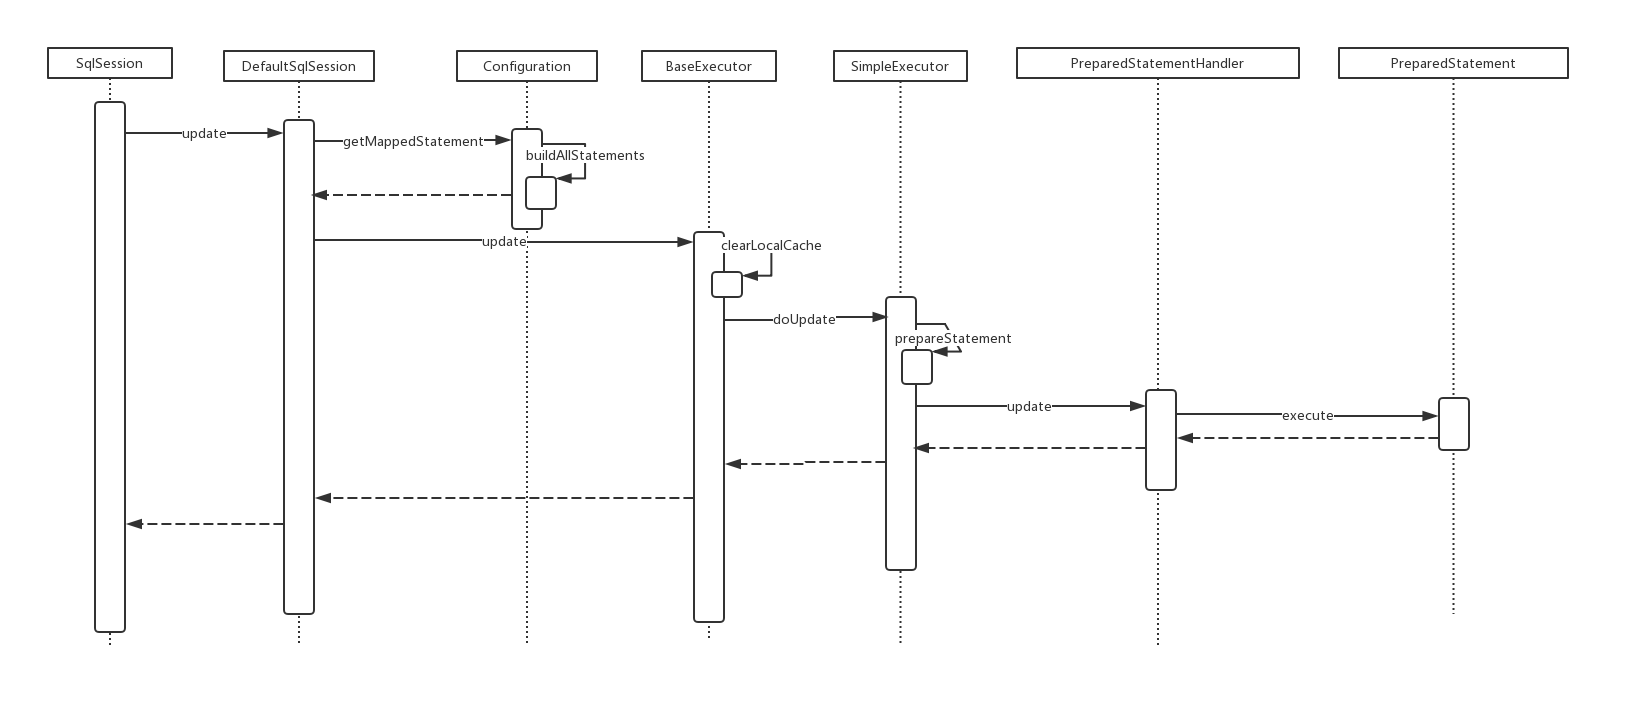 SqlSession
DefaultSqlSession
Configuration
BaseExecutor
SimpleExecutor
PreparedStatementHandler
PreparedStatement
update
getMappedStatement
buildAllStatements
update
clearLocalCache
doUpdate
prepareStatement
update
execute